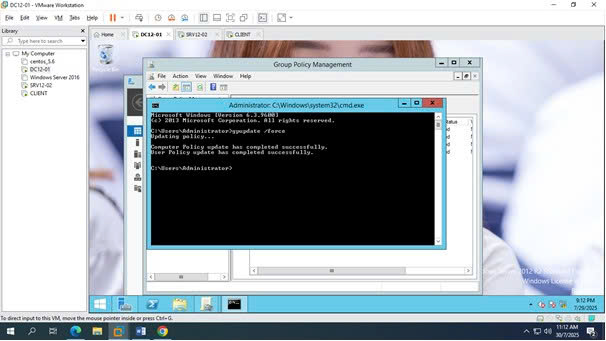 DC12-01 - VMware Workstation
File Edit View VM Tabs Help
Library
Type here to search
My Computer
centos_5.6
DC12-01
Windows Server 2016
SRV12-02
CLIENT
Home DC12-01 SRV12-02 CLIENT
Recycle Bin
Group Policy Management
File Action View Window Help
Administrator: C:\Windows\system32\cmd.exe
Microsoft Windows [Version 6.3.9600]
(c) 2013 Microsoft Corporation. All rights reserved.
C:\Users\Administrator>gpupdate /force
Updating policy...
Computer Policy update has completed successfully.
User Policy update has completed successfully.
C:\Users\Administrator>
Status
Server 2012 R2
Windows License
9:12 PM
7/29/2025
To direct input to this VM, move the mouse pointer inside or press Ctrl+G.
11:12 AM
30/7/2025